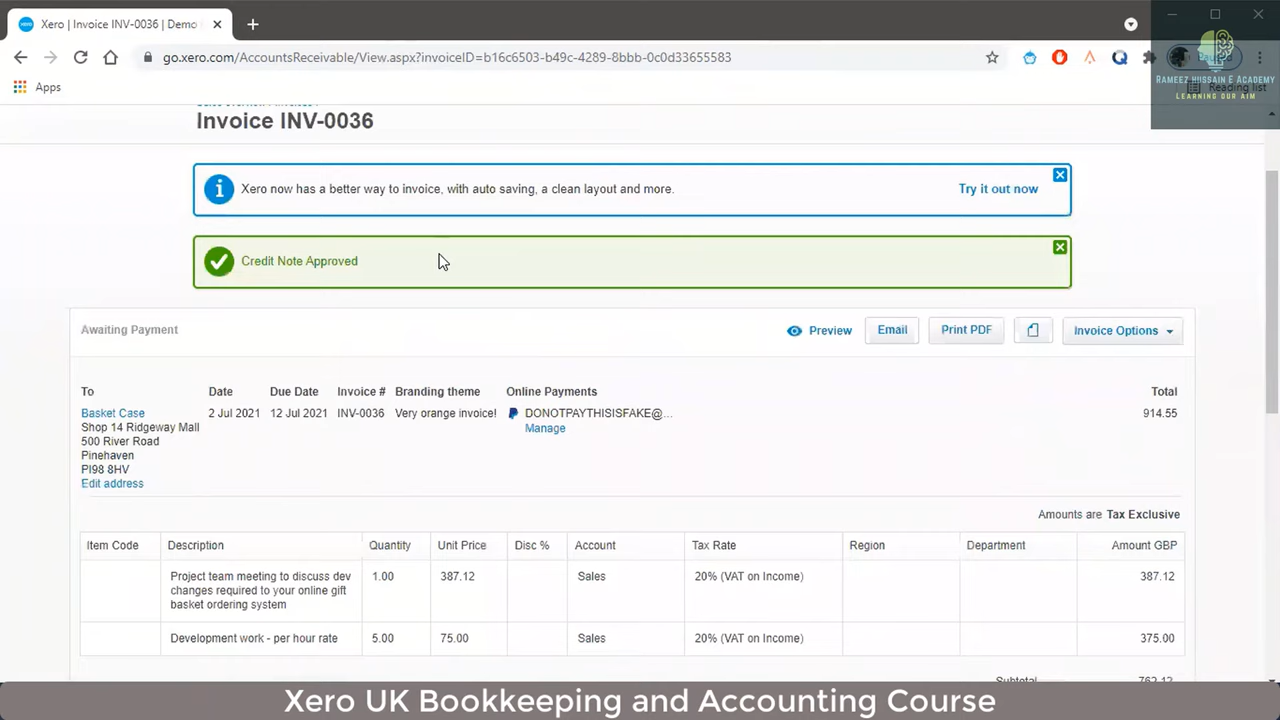 Xero | Invoice INV-0036 | Demo
go.xero.com/AccountsReceivable/View.aspx?invoiceID=b16c6503-b49c-4289-8bbb-0c0d33655583
Apps
Reading list
RAMEEZ HUSSAIN E ACADEMY
LEARNING OUR AIM
Invoice INV-0036
Xero now has a better way to invoice, with auto saving, a clean layout and more.
Try it out now
Credit Note Approved
Awaiting Payment
Preview
Email
Print PDF
Invoice Options
To Date Due Date Invoice # Branding theme Online Payments Total
Basket Case 2 Jul 2021 12 Jul 2021 INV-0036 Very orange invoice! DONOTPAYTHISISFAKE@... 914.55
Shop 14 Ridgeway Mall Manage
500 River Road
Pinehaven
PI98 8HV
Edit address
Amounts are Tax Exclusive
Item Code Description Quantity Unit Price Disc % Account Tax Rate Region Department Amount GBP
Project team meeting to discuss dev 1.00 387.12 Sales 20% (VAT on Income) 387.12
changes required to your online gift
basket ordering system
Development work - per hour rate 5.00 75.00 Sales 20% (VAT on Income) 375.00
Subtotal 762.12
Xero UK Bookkeeping and Accounting Course